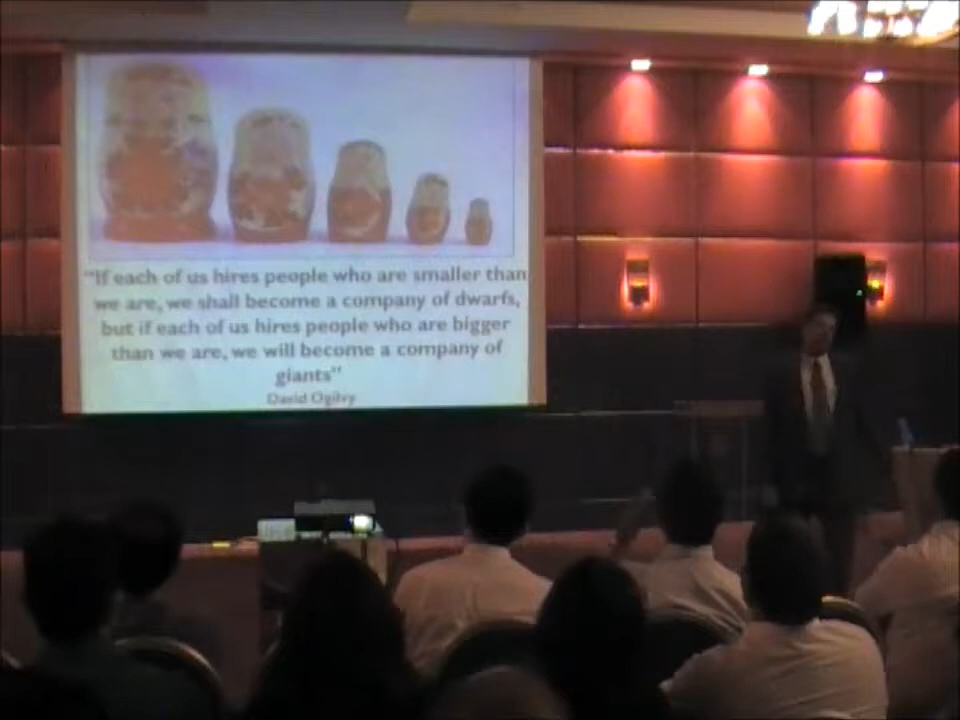 "If each of us hires people who are smaller than
we are, we shall become a company of dwarfs,
but if each of us hires people who are bigger
than we are, we will become a company of
giants"
David Ogilvy